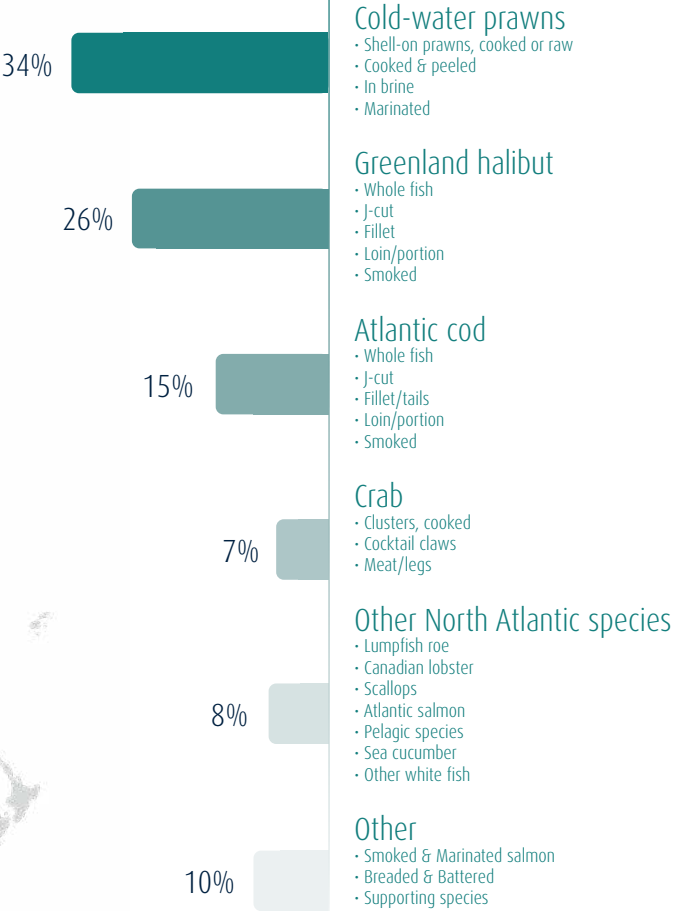 34%
Cold-water prawns
· Shell-on prawns, cooked or raw
· Cooked & peeled
· In brine
· Marinated
26%
Greenland halibut
· Whole fish
· J-cut
· Fillet
· Loin/portion
· Smoked
15%
Atlantic cod
· Whole fish
· J-cut
· Fillet/tails
· Loin/portion
· Smoked
7%
Crab
· Clusters, cooked
· Cocktail claws
· Meat/legs
8%
Other North Atlantic species
· Lumpfish roe
· Canadian lobster
· Scallops
· Atlantic salmon
· Pelagic species
· Sea cucumber
· Other white fish
10%
Other
· Smoked & Marinated salmon
· Breaded & Battered
· Supporting species